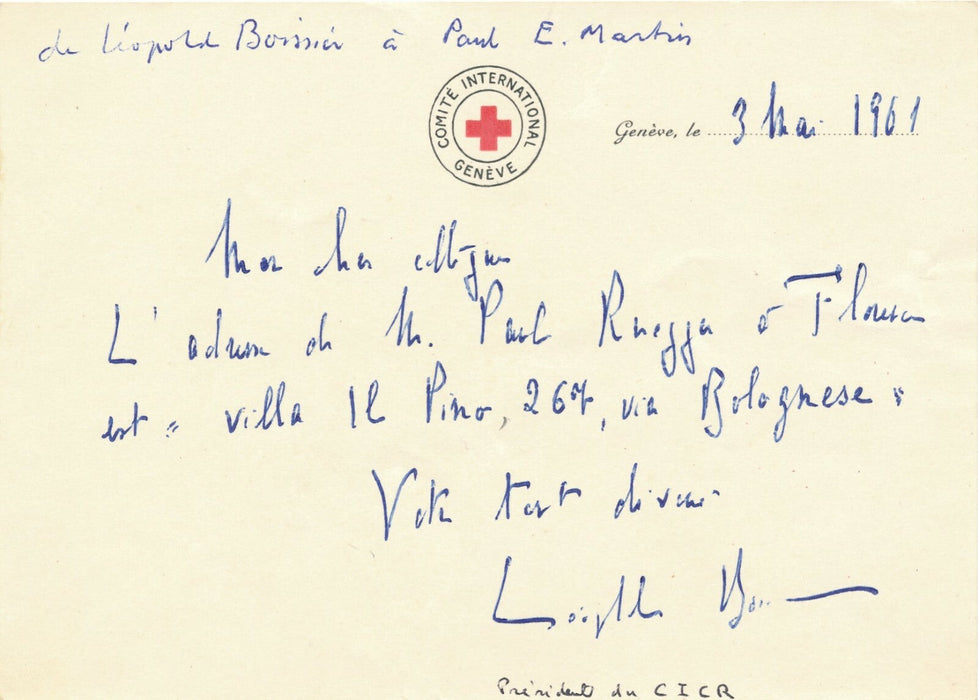 de Léopold Boissier à Paul E. Martin
COMITÉ INTERNATIONAL
GENÈVE
Genève, le 3 Mai 1961
Mon cher collègue
L'adresse de M. Paul Ruegger à Florence
est " villa Il Pino, 267, via Bolognese "
Votre tout dévoué
Léopold Boissier
Président du CICR